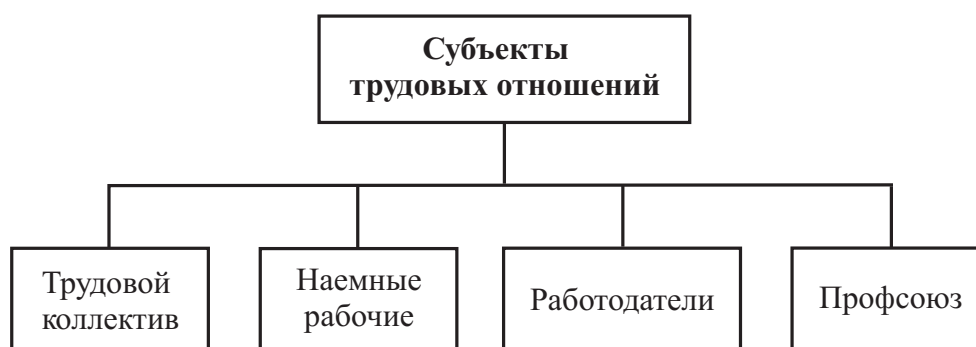 Субъекты
трудовых отношений
Трудовой
коллектив
Наемные
рабочие
Работодатели
Профсоюз